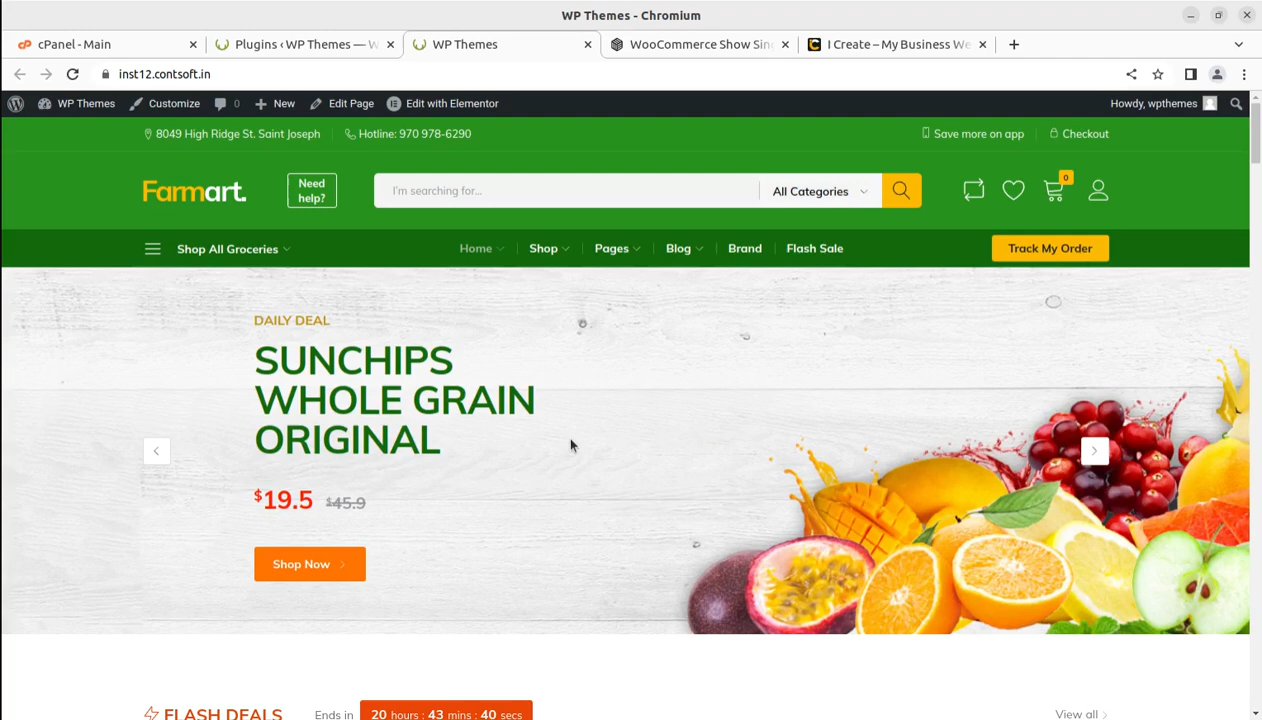 WP Themes - Chromium
cPanel - Main
Plugins ‹ WP Themes — W
WP Themes
WooCommerce Show Sin
I Create – My Business We
inst12.contsoft.in
WP Themes
Customize
0
New
Edit Page
Edit with Elementor
Howdy, wpthemes
8049 High Ridge St. Saint Joseph
Hotline: 970 978-6290
Save more on app
Checkout
Farmart.
Need
help?
I'm searching for...
All Categories
0
Shop All Groceries
Home
Shop
Pages
Blog
Brand
Flash Sale
Track My Order
DAILY DEAL
SUNCHIPS
WHOLE GRAIN
ORIGINAL
$19.5 $45.9
Shop Now
FLASH DEALS
Ends in
20 hours : 43 mins : 40 secs
View all